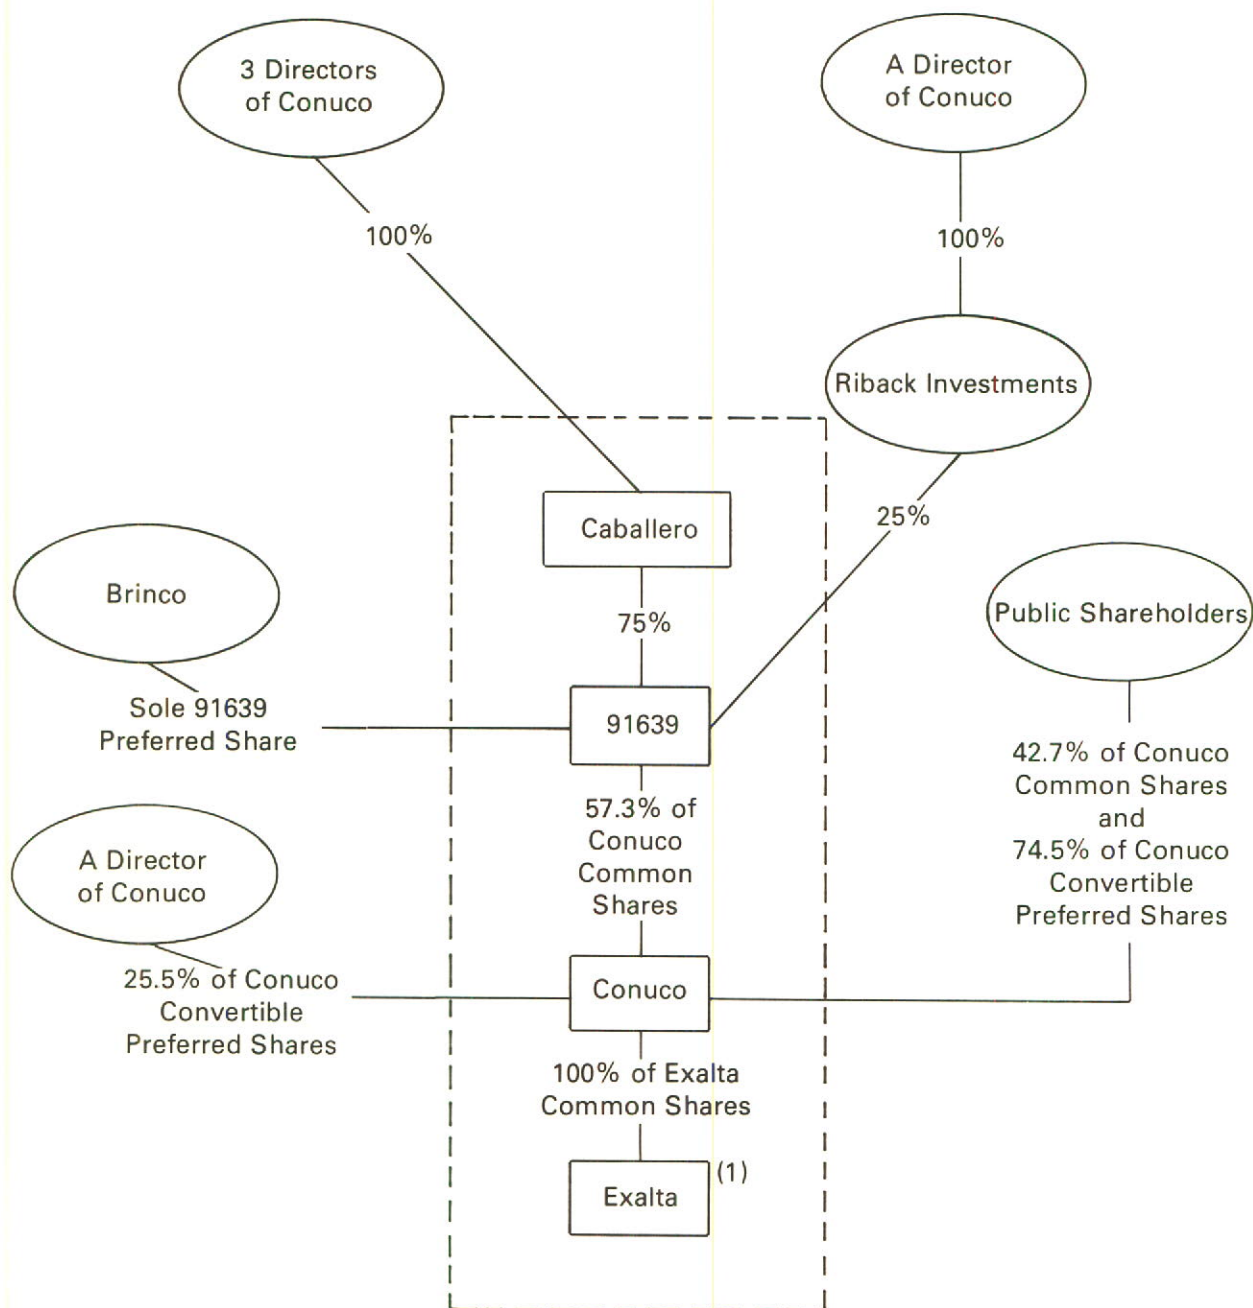 3 Directors
of Conuco
A Director
of Conuco
100%
100%
Riback Investments
25%
Caballero
Brinco
75%
Public Shareholders
Sole 91639
Preferred Share
91639
42.7% of Conuco
Common Shares
and
74.5% of Conuco
Convertible
Preferred Shares
57.3% of
Conuco
Common
Shares
A Director
of Conuco
25.5% of Conuco
Convertible
Preferred Shares
Conuco
100% of Exalta
Common Shares
Exalta
(1)